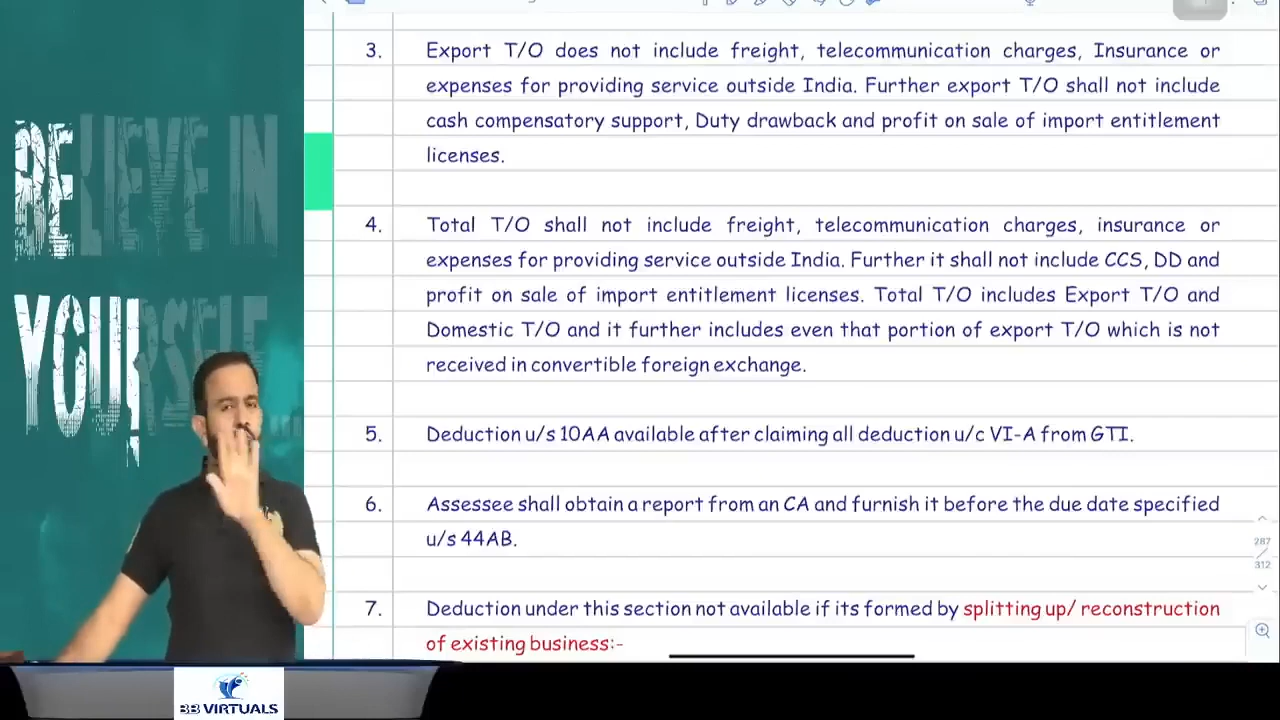 BELIEVE IN
YOURSELF
3. Export T/O does not include freight, telecommunication charges, Insurance or
expenses for providing service outside India. Further export T/O shall not include
cash compensatory support, Duty drawback and profit on sale of import entitlement
licenses.
4. Total T/O shall not include freight, telecommunication charges, insurance or
expenses for providing service outside India. Further it shall not include CCS, DD and
profit on sale of import entitlement licenses. Total T/O includes Export T/O and
Domestic T/O and it further includes even that portion of export T/O which is not
received in convertible foreign exchange.
5. Deduction u/s 10AA available after claiming all deduction u/c VI-A from GTI.
6. Assessee shall obtain a report from an CA and furnish it before the due date specified
u/s 44AB.
7. Deduction under this section not available if its formed by splitting up/ reconstruction
of existing business:-
287
312
BB VIRTUALS